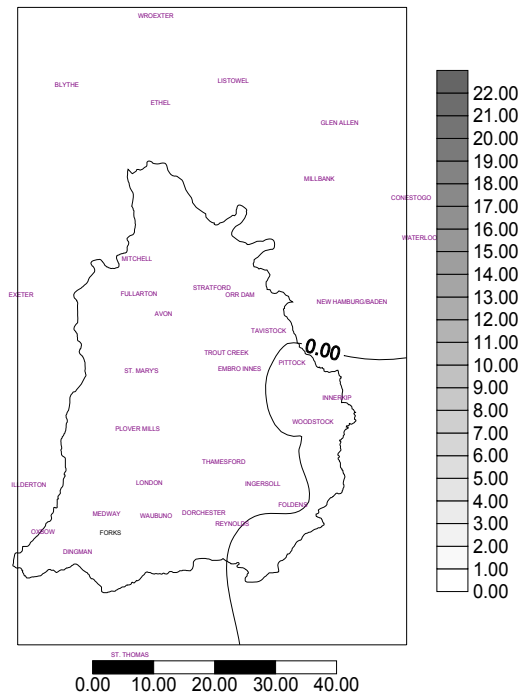 WROEXTER
BLYTHE
LISTOWEL
ETHEL
GLEN ALLEN
MILLBANK
CONESTOGO
WATERLOO
MITCHELL
EXETER
FULLARTON
STRATFORD
ORR DAM
NEW HAMBURG/BADEN
AVON
TAVISTOCK
TROUT CREEK
0.00
PITTOCK
ST. MARY'S
EMBRO INNES
INNERKIP
WOODSTOCK
PLOVER MILLS
THAMESFORD
ILLDERTON
LONDON
INGERSOLL
FOLDENS
MEDWAY
WAUBUNO
DORCHESTER
REYNOLDS
OXBOW
FORKS
DINGMAN
ST. THOMAS
0.00 10.00 20.00 30.00 40.00
22.00
21.00
20.00
19.00
18.00
17.00
16.00
15.00
14.00
13.00
12.00
11.00
10.00
9.00
8.00
7.00
6.00
5.00
4.00
3.00
2.00
1.00
0.00